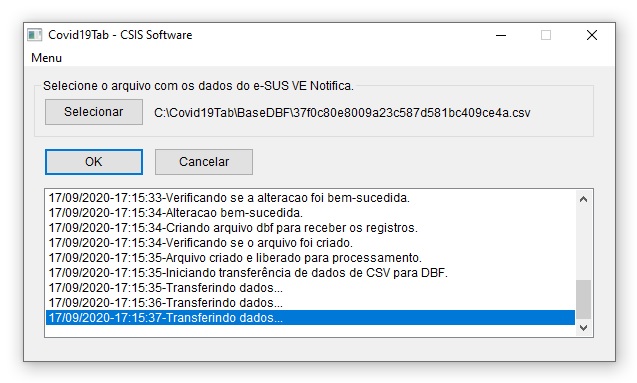 Covid19Tab - CSIS Software
Menu
Selecione o arquivo com os dados do e-SUS VE Notifica.
Selecionar C:\Covid19Tab\BaseDBF\37f0c80e8009a23c587d581bc409ce4a.csv
OK Cancelar
17/09/2020-17:15:33-Verificando se a alteracao foi bem-sucedida.
17/09/2020-17:15:34-Alteracao bem-sucedida.
17/09/2020-17:15:34-Criando arquivo dbf para receber os registros.
17/09/2020-17:15:34-Verificando se o arquivo foi criado.
17/09/2020-17:15:35-Arquivo criado e liberado para processamento.
17/09/2020-17:15:35-Iniciando transferência de dados de CSV para DBF.
17/09/2020-17:15:35-Transferindo dados...
17/09/2020-17:15:36-Transferindo dados...
17/09/2020-17:15:37-Transferindo dados...